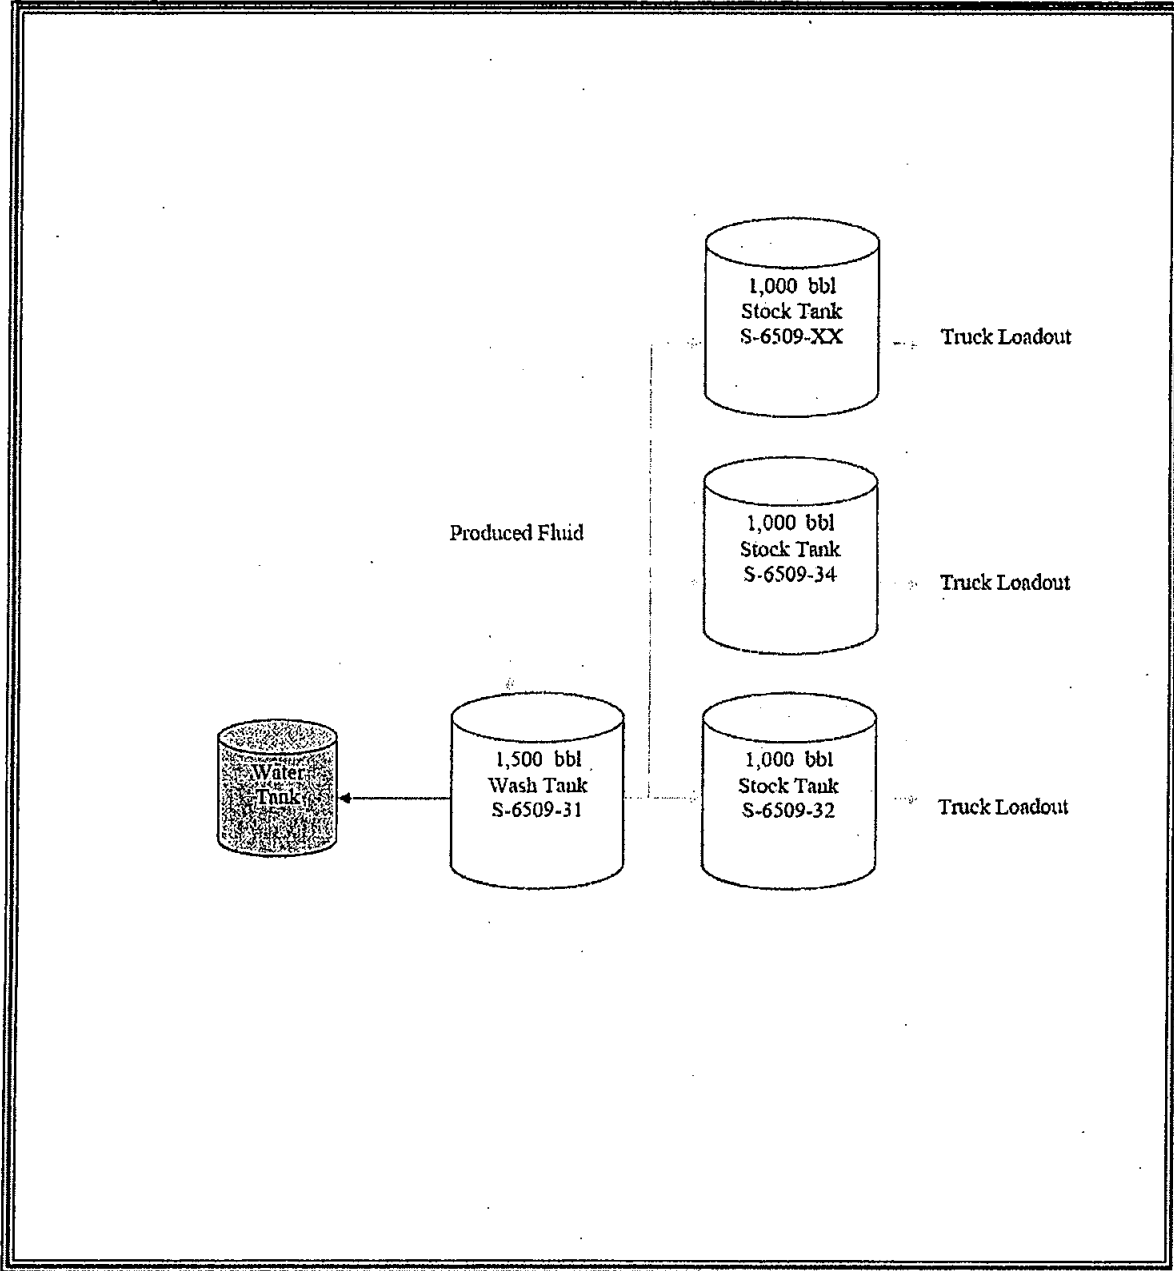 1,000 bbl
Stock Tank
S-6509-XX
Truck Loadout
Produced Fluid
1,000 bbl
Stock Tank
S-6509-34
Truck Loadout
Water
Tank
1,500 bbl
Wash Tank
S-6509-31
1,000 bbl
Stock Tank
S-6509-32
Truck Loadout